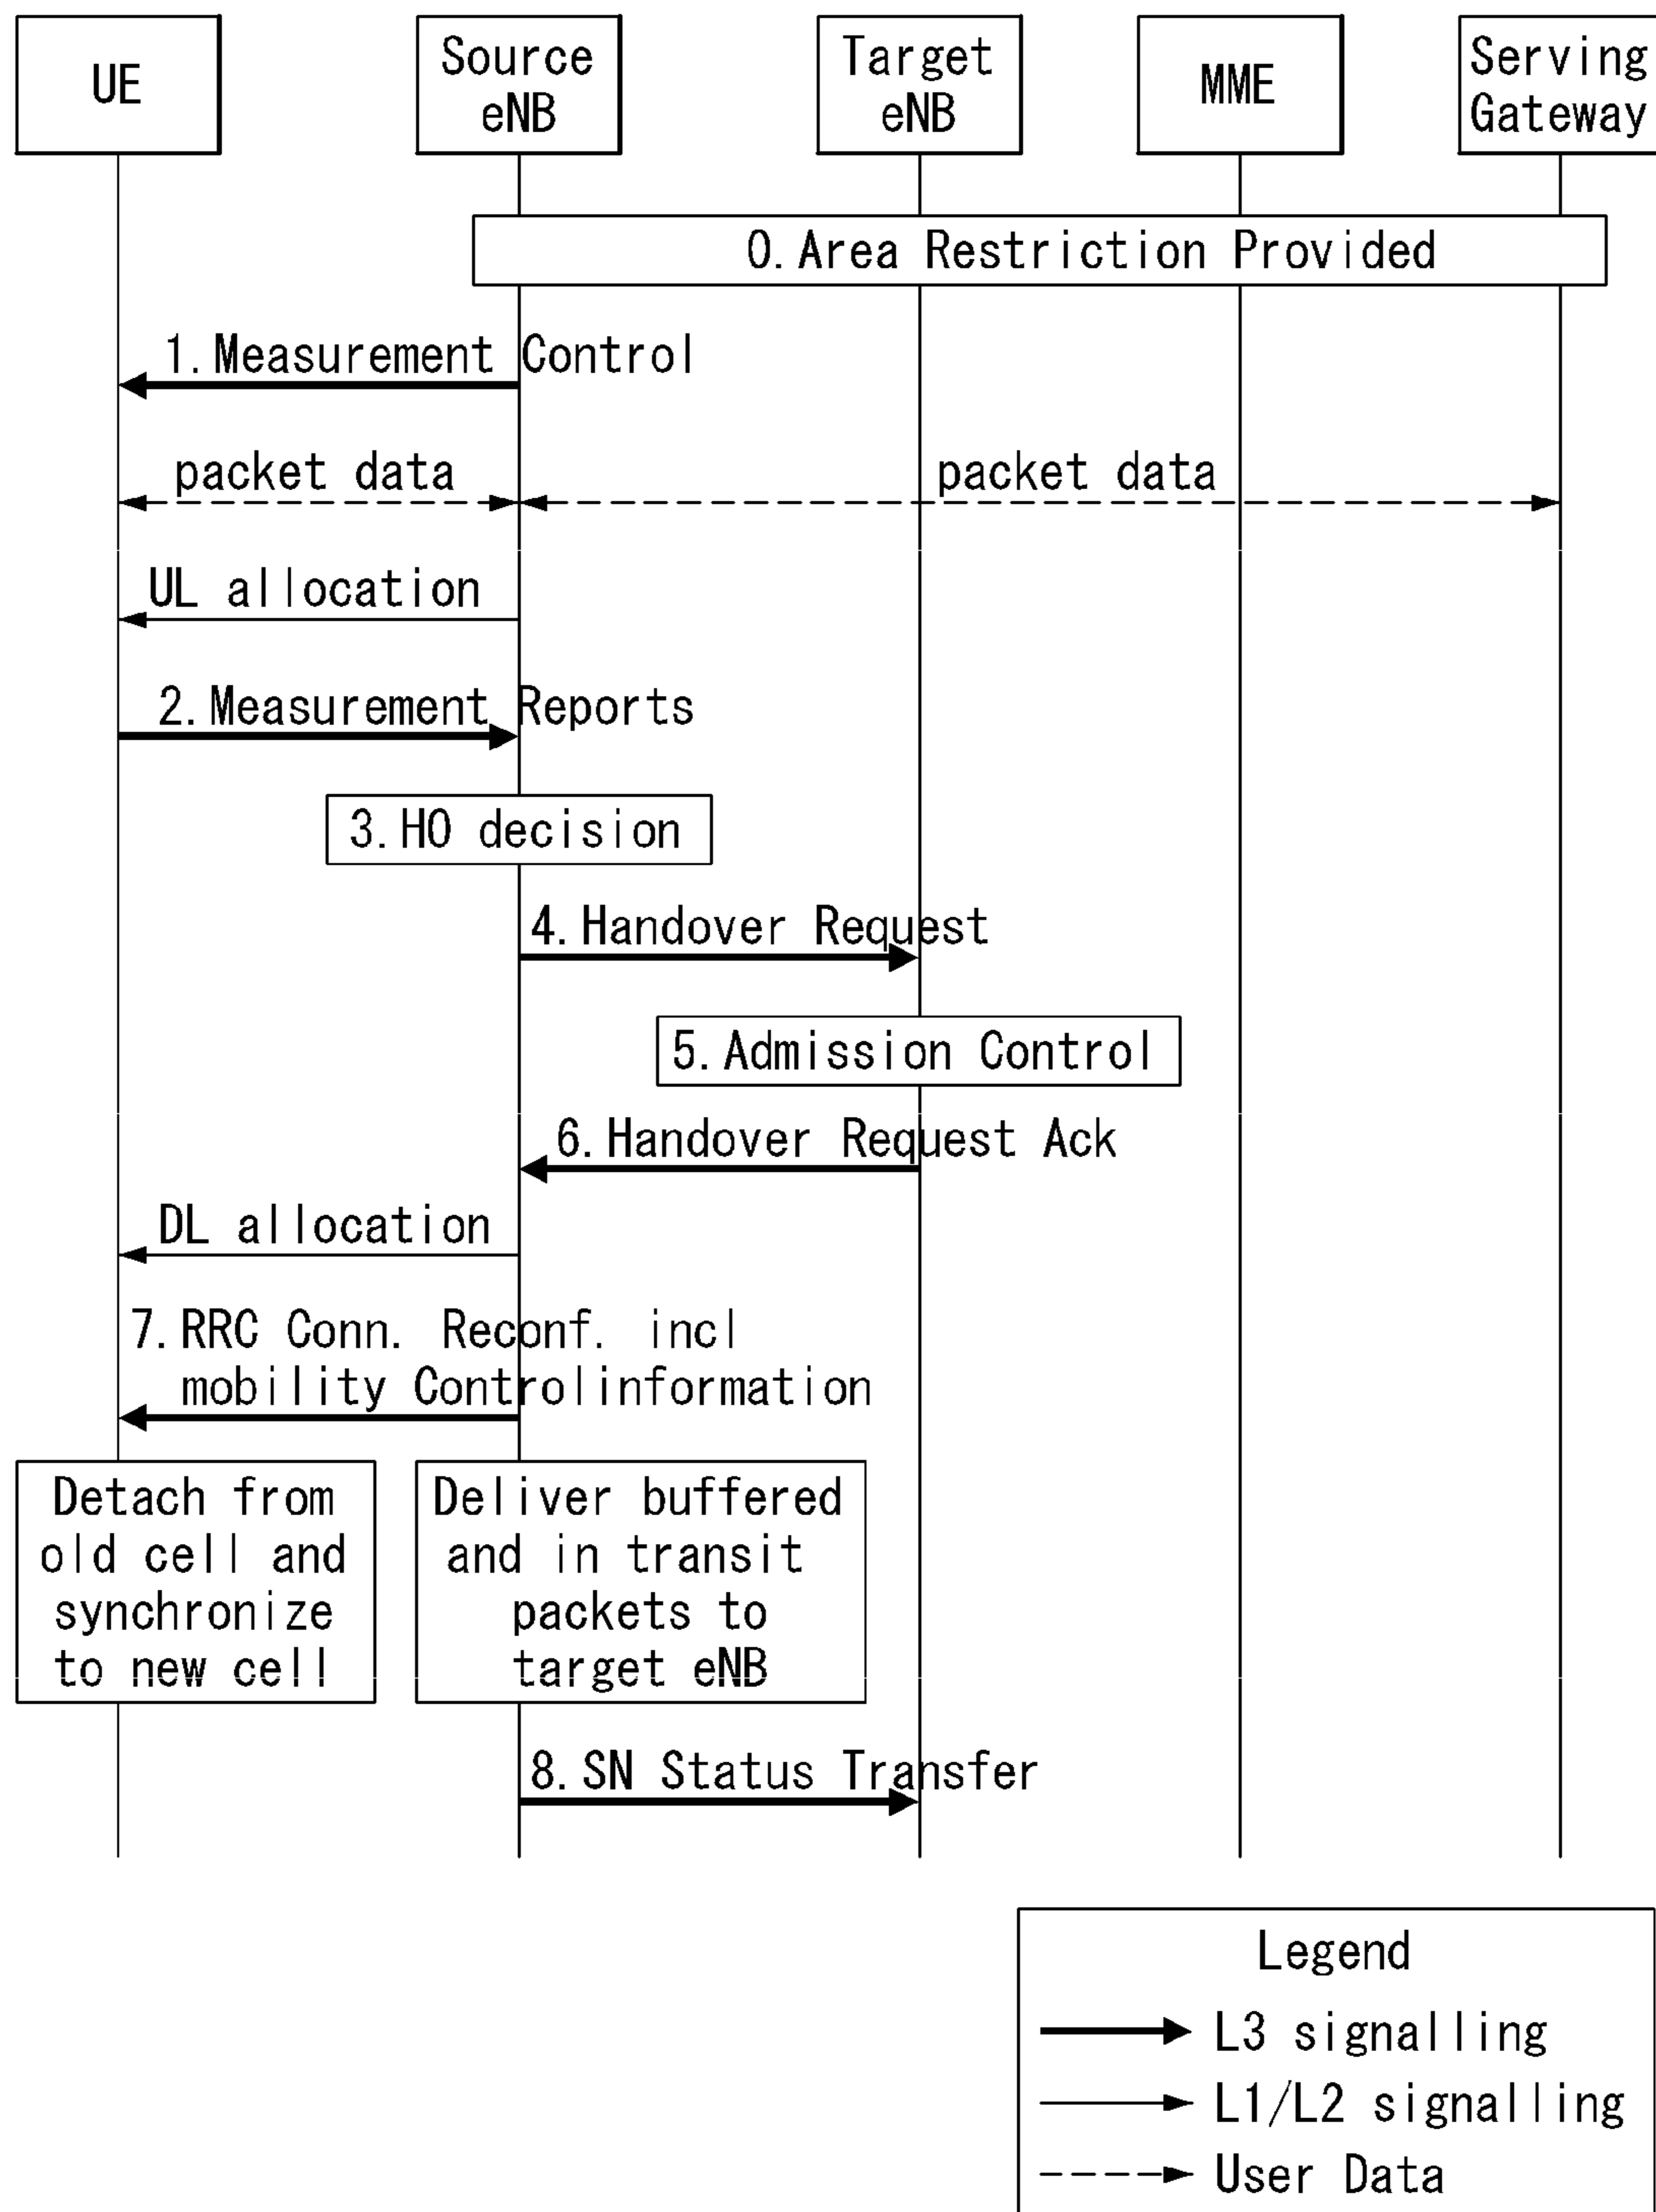 UE
Source
eNB
Target
eNB
MME
Serving
Gateway
0. Area Restriction Provided
1. Measurement Control
packet data
packet data
UL allocation
2. Measurement Reports
3. HO decision
4. Handover Request
5. Admission Control
6. Handover Request Ack
DL allocation
7. RRC Conn. Reconf. incl
mobility Controlinformation
Detach from
old cell and
synchronize
to new cell
Deliver buffered
and in transit
packets to
target eNB
8. SN Status Transfer
Legend
L3 signalling
L1/L2 signalling
User Data